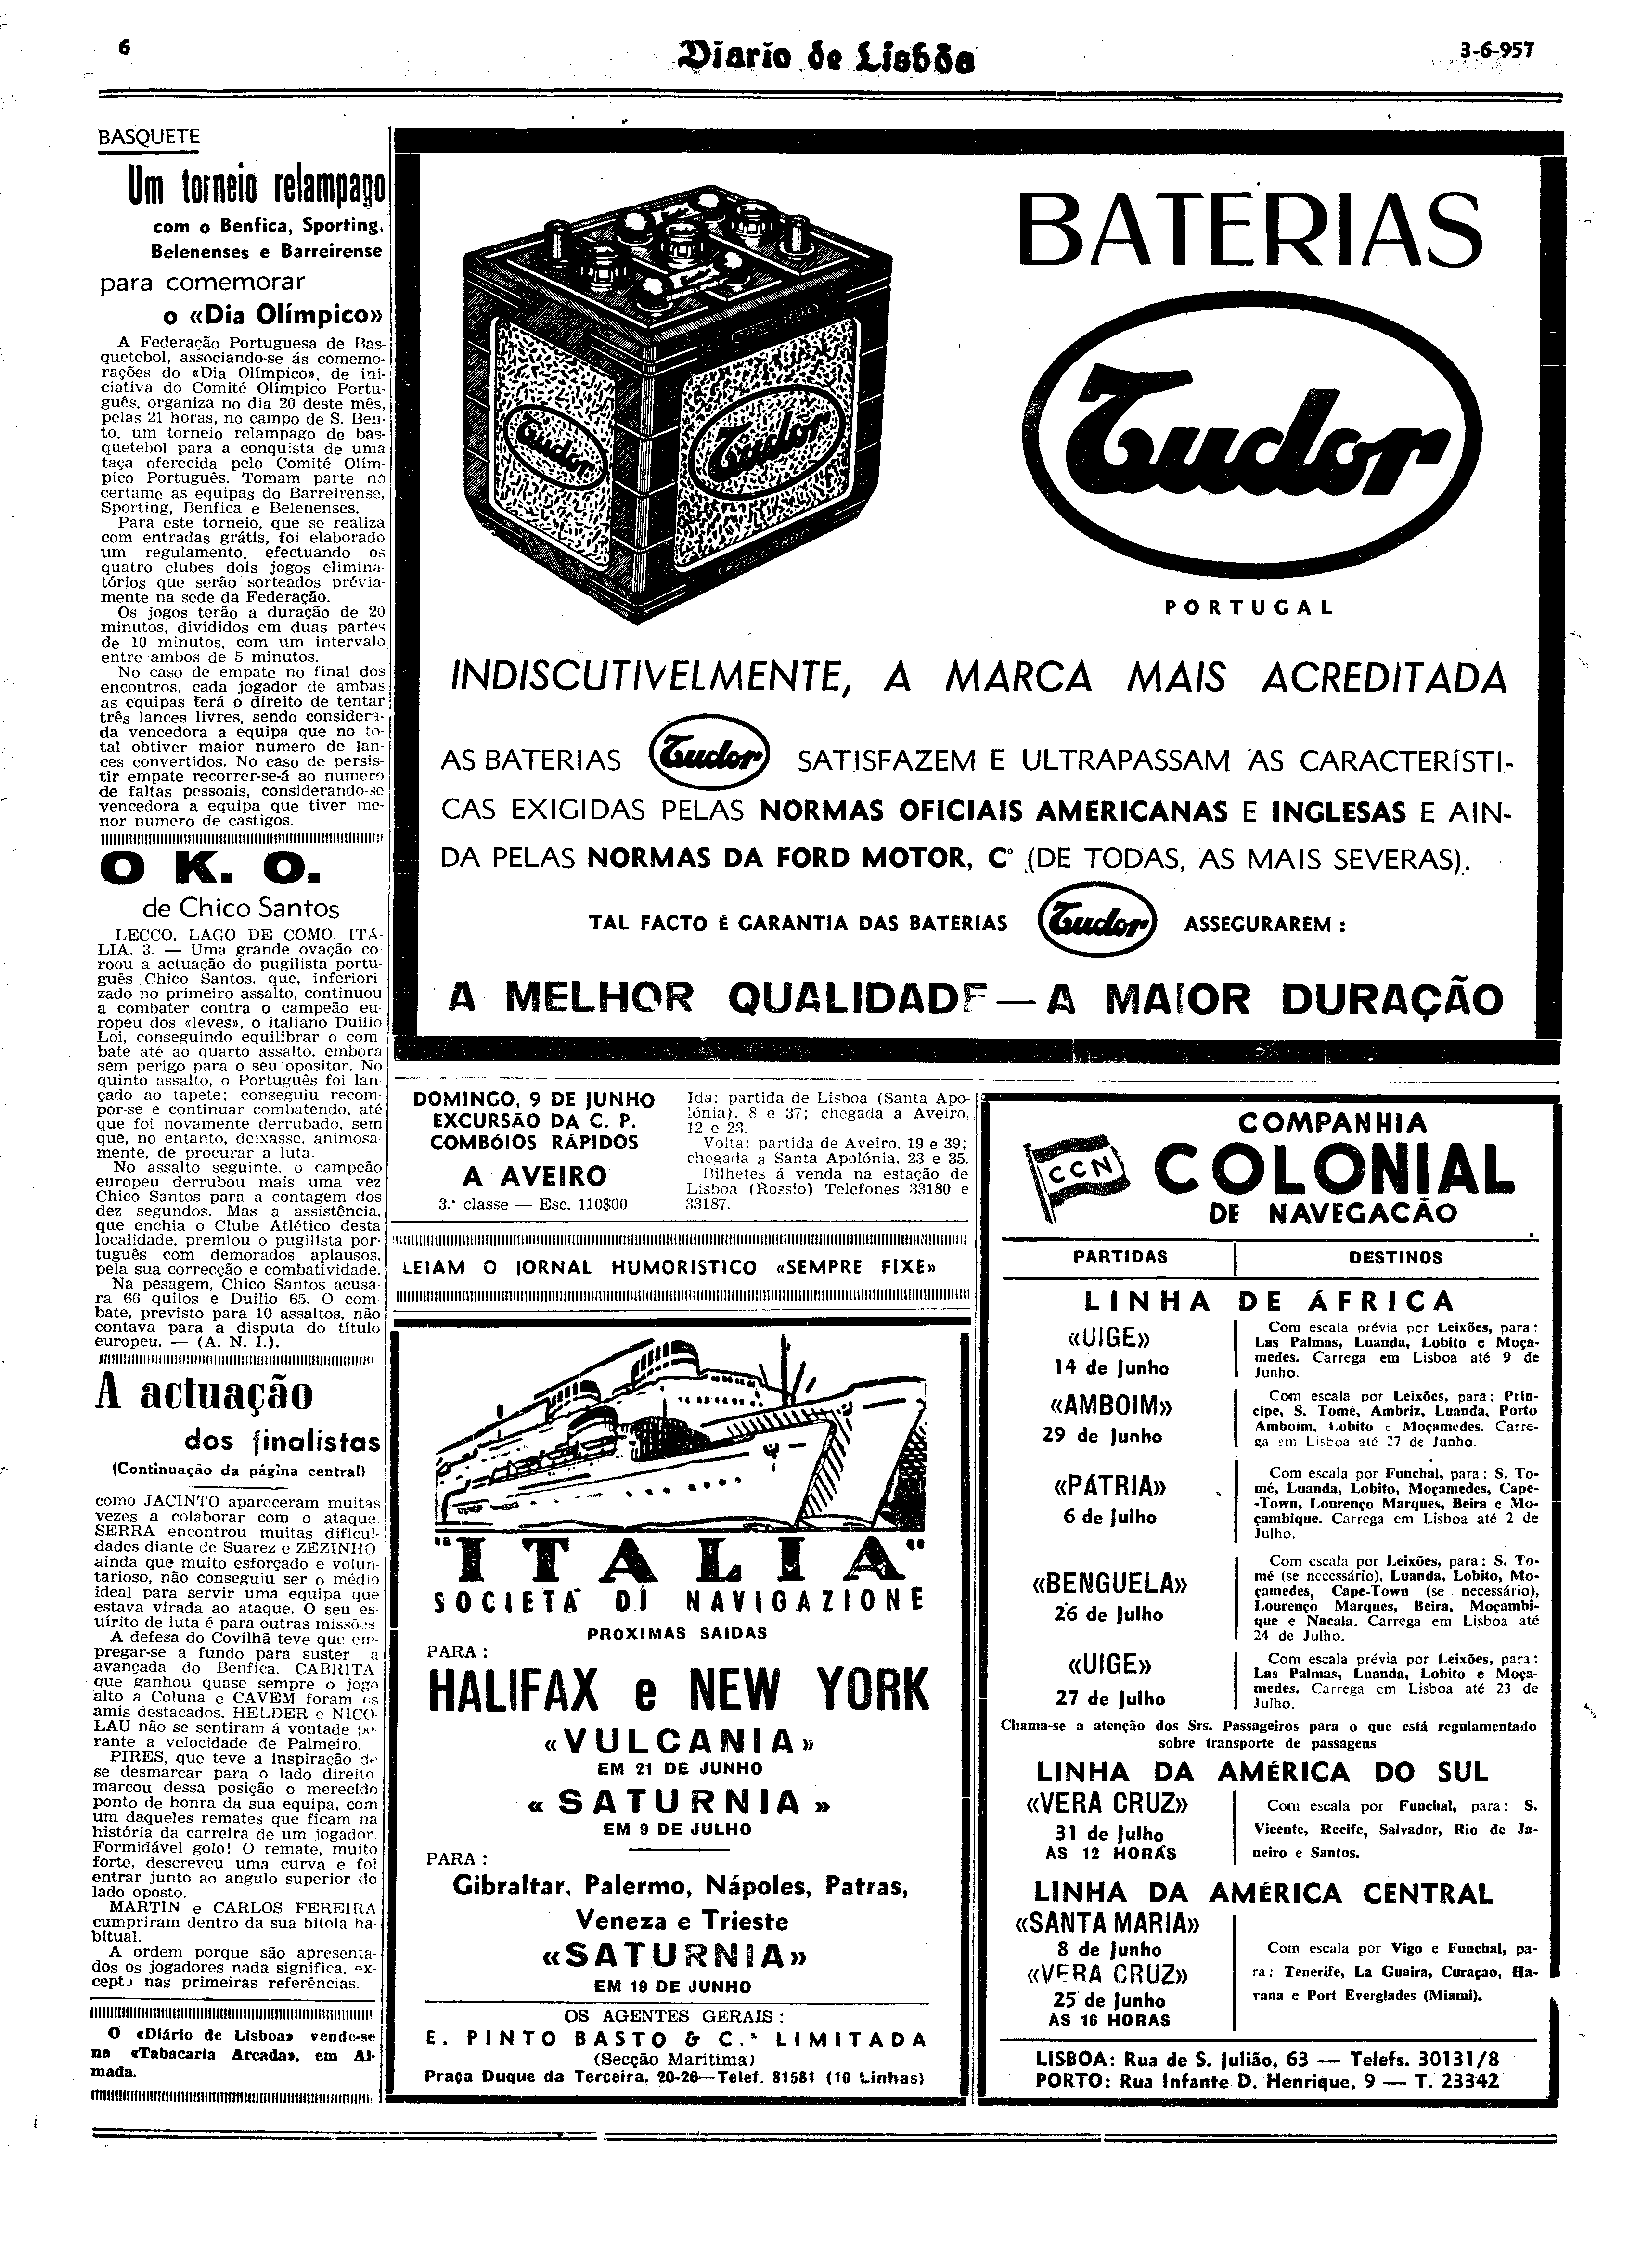 6
Diario de Lisbôa
3-6-957
BASQUETE
Um torneio relampago
com o Benfica, Sporting,
Belenenses e Barreirense
para comemorar
o «Dia Olímpico»
A Federação Portuguesa de Bas-
quetebol, associando-se ás comemo-
rações do «Dia Olímpico», de ini-
ciativa do Comité Olímpico Portu-
guês, organiza no dia 20 deste mês,
pelas 21 horas, no campo de S. Ben-
to, um torneio relampago de bas-
quetebol para a conquista de uma
taça oferecida pelo Comité Olím-
pico Português. Tomam parte no
certame as equipas do Barreirense,
Sporting, Benfica e Belenenses.
Para este torneio, que se realiza
com entradas grátis, foi elaborado
um regulamento, efectuando os
quatro clubes dois jogos elimina-
tórios que serão sorteados prévia-
mente na sede da Federação.
Os jogos terão a duração de 20
minutos, divididos em duas partes
de 10 minutos, com um intervalo
entre ambos de 5 minutos.
No caso de empate no final dos
encontros, cada jogador de ambas
as equipas terá o direito de tentar
três lances livres, sendo considera-
da vencedora a equipa que no to-
tal obtiver maior numero de lan-
ces convertidos. No caso de persis-
tir empate recorrer-se-á ao numero
de faltas pessoais, considerando-se
vencedora a equipa que tiver me-
nor numero de castigos.
O K. O.
de Chico Santos
LECCO, LAGO DE COMO, ITÁ-
LIA, 3. — Uma grande ovação co-
roou a actuação do pugilista portu-
guês Chico Santos, que, inferiori-
zado no primeiro assalto, continuou
a combater contra o campeão eu-
ropeu dos «leves», o italiano Duilio
Loi, conseguindo equilibrar o com-
bate até ao quarto assalto, embora
sem perigo para o seu opositor. No
quinto assalto, o Português foi lan-
çado ao tapete; conseguiu recom-
por-se e continuar combatendo, até
que foi novamente derrubado, sem
que, no entanto, deixasse, animosa-
mente, de procurar a luta.
No assalto seguinte, o campeão
europeu derrubou mais uma vez
Chico Santos para a contagem dos
dez segundos. Mas a assistência,
que enchia o Clube Atlético desta
localidade, premiou o pugilista por-
tuguês com demorados aplausos,
pela sua correcção e combatividade.
Na pesagem, Chico Santos acusa-
ra 66 quilos e Duilio 65. O com-
bate, previsto para 10 assaltos, não
contava para a disputa do título
europeu. — (A. N. I.).
A actuação
dos finalistas
(Continuação da página central)
como JACINTO apareceram muitas
vezes a colaborar com o ataque.
SERRA encontrou muitas dificul-
dades diante de Suarez e ZEZINHO
ainda que muito esforçado e volun-
tarioso, não conseguiu ser o médio
ideal para servir uma equipa que
estava virada ao ataque. O seu es-
uírito de luta é para outras missões
A defesa do Covilhã teve que em-
pregar-se a fundo para suster a
avançada do Benfica. CABRITA,
que ganhou quase sempre o jogo
alto a Coluna e CAVEM foram os
amis destacados. HELDER e NICO-
LAU não se sentiram á vontade pe-
rante a velocidade de Palmeiro.
PIRES, que teve a inspiração de
se desmarcar para o lado direito
marcou dessa posição o merecido
ponto de honra da sua equipa, com
um daqueles remates que ficam na
história da carreira de um jogador.
Formidável golo! O remate, muito
forte, descreveu uma curva e foi
entrar junto ao angulo superior do
lado oposto.
MARTIN e CARLOS FEREIRA
cumpriram dentro da sua bitola ha-
bitual.
A ordem porque são apresenta-
dos os jogadores nada significa, ex-
cepto nas primeiras referências.
O «Diário de Lisboa» vende-se
na «Tabacaria Arcada», em Al-
mada.
BATERIAS
Tudor
Tudor
Tudor
PORTUGAL
INDISCUTIVELMENTE, A MARCA MAIS ACREDITADA
AS BATERIAS Tudor SATISFAZEM E ULTRAPASSAM AS CARACTERÍSTI-
CAS EXIGIDAS PELAS NORMAS OFICIAIS AMERICANAS E INGLESAS E AIN-
DA PELAS NORMAS DA FORD MOTOR, Cº (DE TODAS, AS MAIS SEVERAS).
TAL FACTO É GARANTIA DAS BATERIAS Tudor ASSEGURAREM :
A MELHOR QUALIDADE — A MAIOR DURAÇÃO
DOMINGO, 9 DE JUNHO
EXCURSÃO DA C. P.
COMBÓIOS RÁPIDOS
A AVEIRO
3.ª classe — Esc. 110$00
Ida: partida de Lisboa (Santa Apo-
lónia), 8 e 37; chegada a Aveiro,
12 e 23.
Volta: partida de Aveiro, 19 e 39;
chegada a Santa Apolónia, 23 e 35.
Bilhetes á venda na estação de
Lisboa (Rossio) Telefones 33180 e
33187.
LEIAM O JORNAL HUMORISTICO «SEMPRE FIXE»
"ITALIA"
SOCIETA DI NAVIGAZIONE
PROXIMAS SAIDAS
PARA :
HALIFAX e NEW YORK
«VULCANIA»
EM 21 DE JUNHO
«SATURNIA»
EM 9 DE JULHO
PARA :
Gibraltar, Palermo, Nápoles, Patras,
Veneza e Trieste
«SATURNIA»
EM 19 DE JUNHO
OS AGENTES GERAIS :
E. PINTO BASTO & C.ª LIMITADA
(Secção Maritima)
Praça Duque da Terceira, 20-26—Telef. 81581 (10 Linhas)
CCN
COMPANHIA
COLONIAL
DE NAVEGACÃO
PARTIDAS
DESTINOS
LINHA DE ÁFRICA
«UIGE»
14 de Junho
Com escala prévia por Leixões, para :
Las Palmas, Luanda, Lobito e Moça-
medes. Carrega em Lisboa até 9 de
Junho.
«AMBOIM»
29 de Junho
Com escala por Leixões, para : Prín-
cipe, S. Tomé, Ambriz, Luanda, Porto
Amboim, Lobito e Moçamedes. Carre-
ga em Lisboa até 27 de Junho.
«PÁTRIA»
6 de Julho
Com escala por Funchal, para : S. To-
mé, Luanda, Lobito, Moçamedes, Cape-
-Town, Lourenço Marques, Beira e Mo-
çambique. Carrega em Lisboa até 2 de
Julho.
«BENGUELA»
26 de Julho
Com escala por Leixões, para : S. To-
mé (se necessário), Luanda, Lobito, Mo-
çamedes, Cape-Town (se necessário),
Lourenço Marques, Beira, Moçambi-
que e Nacala. Carrega em Lisboa até
24 de Julho.
«UIGE»
27 de Julho
Com escala prévia por Leixões, para :
Las Palmas, Luanda, Lobito e Moça-
medes. Carrega em Lisboa até 23 de
Julho.
Chama-se a atenção dos Srs. Passageiros para o que está regulamentado
sobre transporte de passagens
LINHA DA AMÉRICA DO SUL
«VERA CRUZ»
31 de Julho
ÀS 12 HORAS
Com escala por Funchal, para : S.
Vicente, Recife, Salvador, Rio de Ja-
neiro e Santos.
LINHA DA AMÉRICA CENTRAL
«SANTA MARIA»
8 de Junho
«VERA CRUZ»
25 de Junho
ÀS 16 HORAS
Com escala por Vigo e Funchal, pa-
ra : Tenerife, La Guaira, Curaçao, Ha-
vana e Port Everglades (Miami).
LISBOA: Rua de S. Julião, 63 — Telefs. 30131/8
PORTO: Rua Infante D. Henrique, 9 — T. 23342